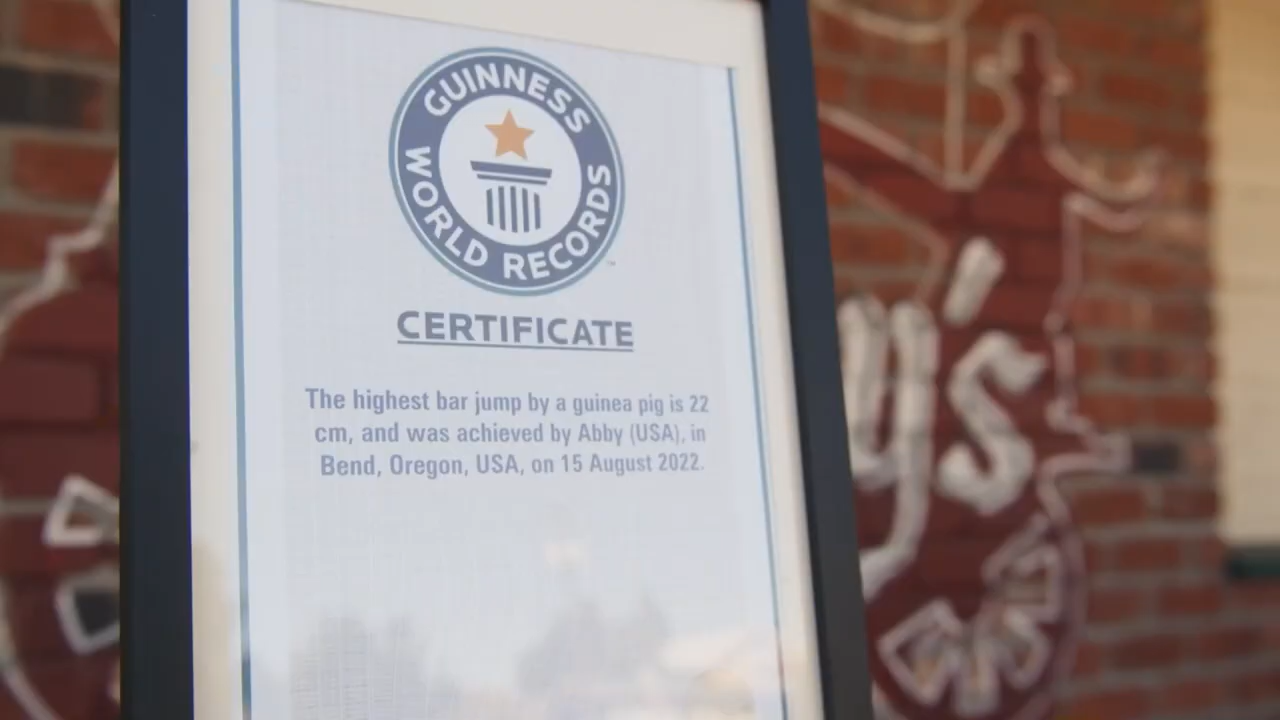 GUINNESS
WORLD RECORDS
™
CERTIFICATE
The highest bar jump by a guinea pig is 22
cm, and was achieved by Abby (USA), in
Bend, Oregon, USA, on 15 August 2022.
y's